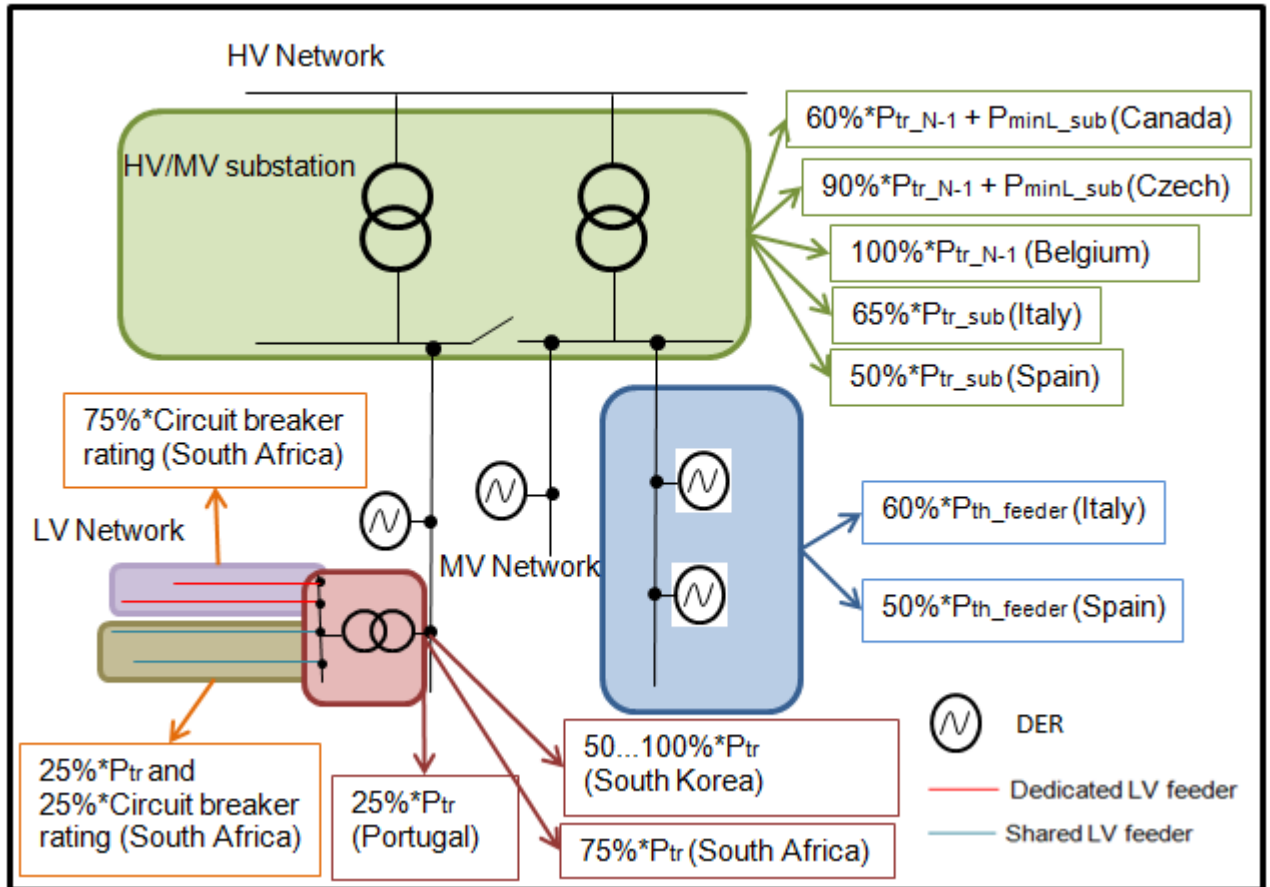 HV Network
HV/MV substation
60%*Ptr_N-1 + PminL_sub (Canada)
90%*Ptr_N-1 + PminL_sub (Czech)
100%*Ptr_N-1 (Belgium)
65%*Ptr_sub (Italy)
50%*Ptr_sub (Spain)
75%*Circuit breaker
rating (South Africa)
LV Network
MV Network
60%*Pth_feeder (Italy)
50%*Pth_feeder (Spain)
25%*Ptr and
25%*Circuit breaker
rating (South Africa)
25%*Ptr
(Portugal)
50...100%*Ptr
(South Korea)
75%*Ptr (South Africa)
DER
Dedicated LV feeder
Shared LV feeder